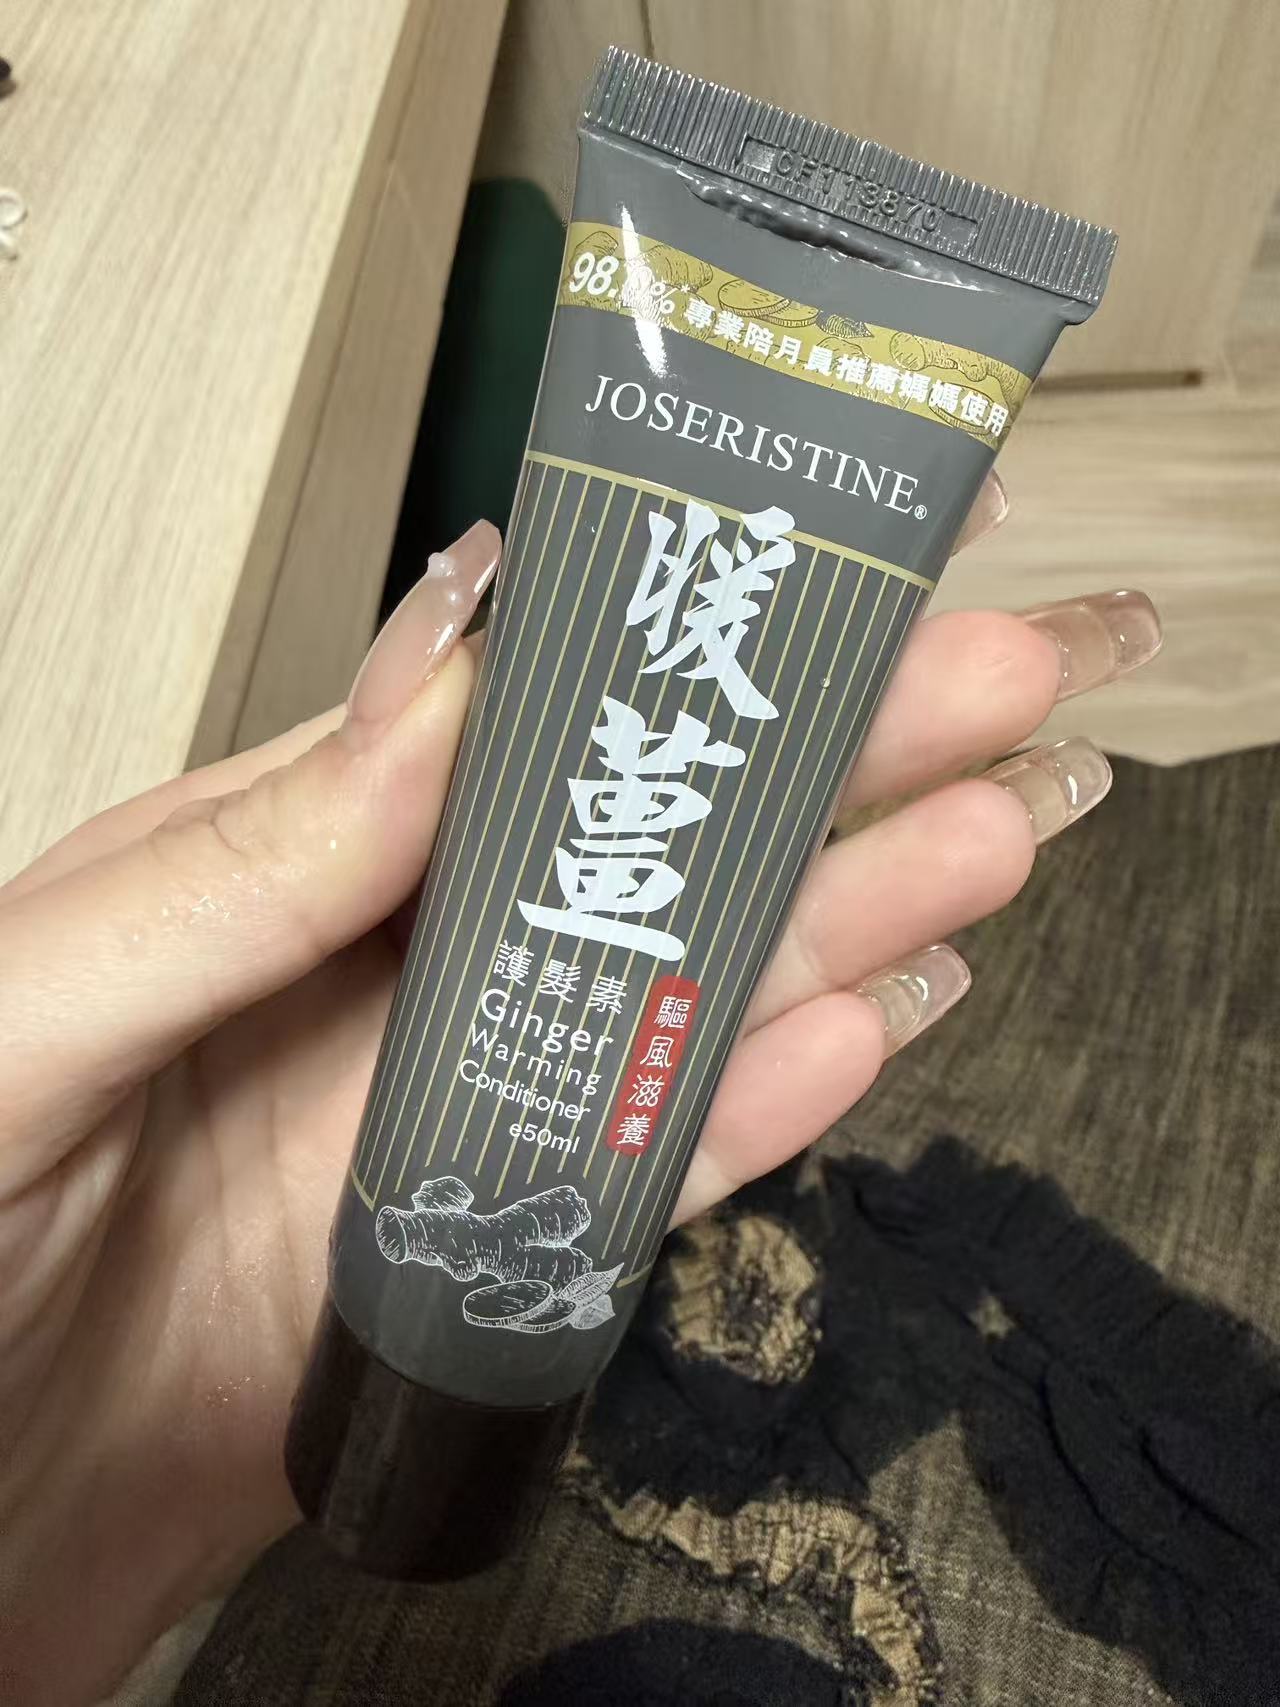 CF113870
專業陪月員推薦媽媽使用
JOSERISTINE®
暖
薑
護髮素
Ginger
Warming
Conditioner
e50ml
驅風滋養